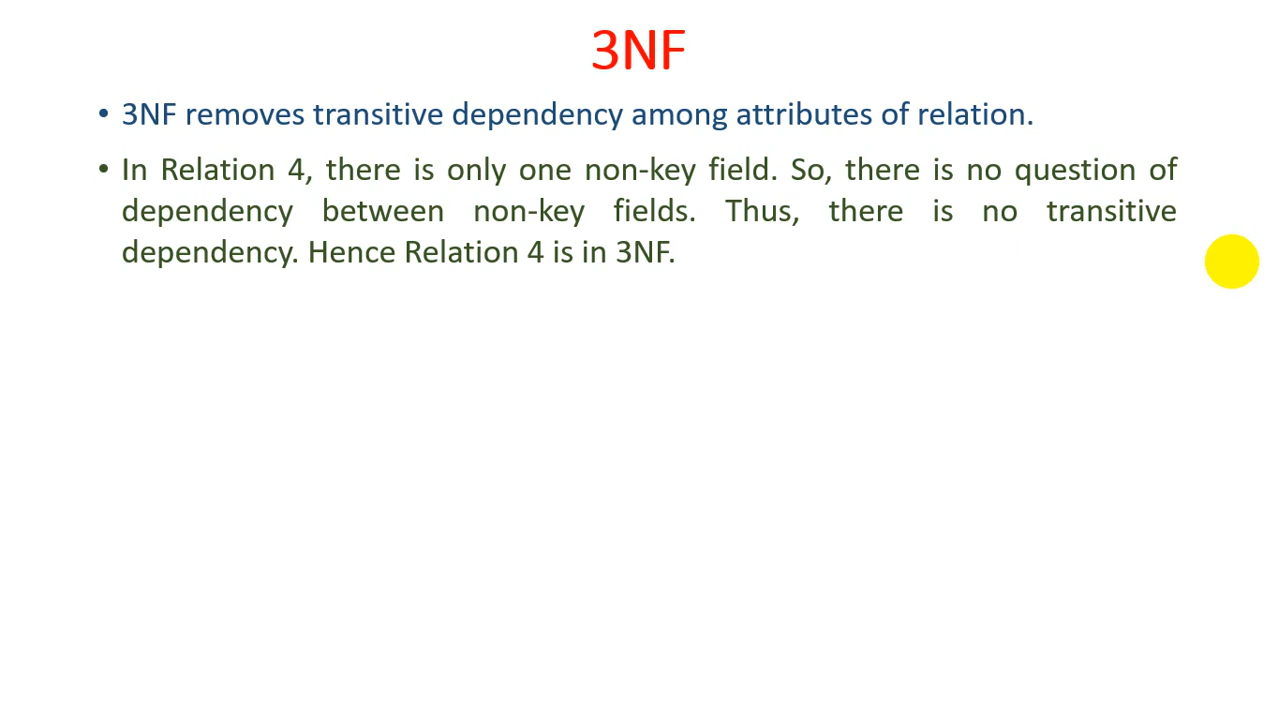 3NF
• 3NF removes transitive dependency among attributes of relation.
• In Relation 4, there is only one non-key field. So, there is no question of
dependency between non-key fields. Thus, there is no transitive
dependency. Hence Relation 4 is in 3NF.